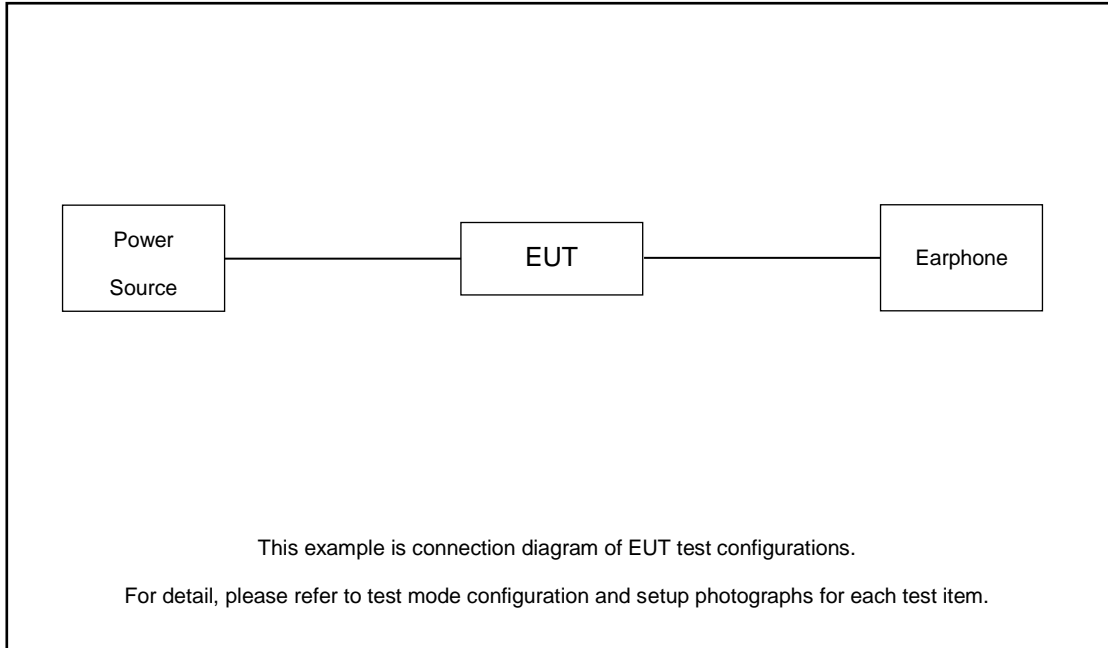 Power
Source
EUT
Earphone
This example is connection diagram of EUT test configurations.
For detail, please refer to test mode configuration and setup photographs for each test item.